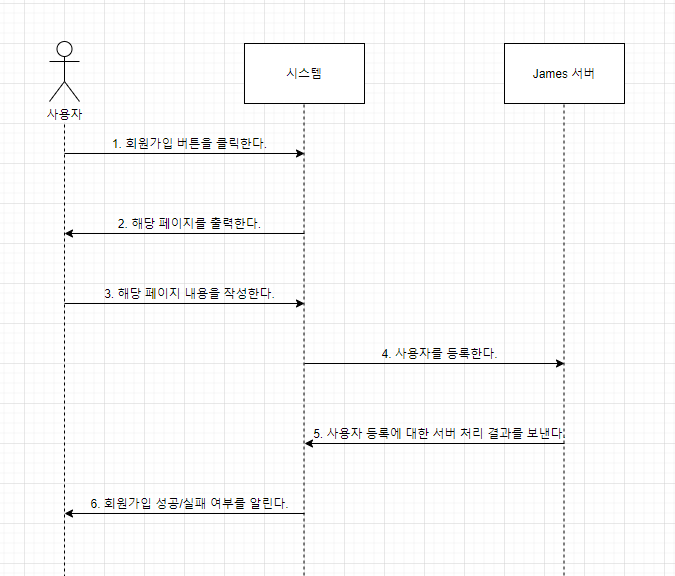 사용자
시스템
James 서버
1. 회원가입 버튼을 클릭한다.
2. 해당 페이지를 출력한다.
3. 해당 페이지 내용을 작성한다.
4. 사용자를 등록한다.
5. 사용자 등록에 대한 서버 처리 결과를 보낸다
6. 회원가입 성공/실패 여부를 알린다.